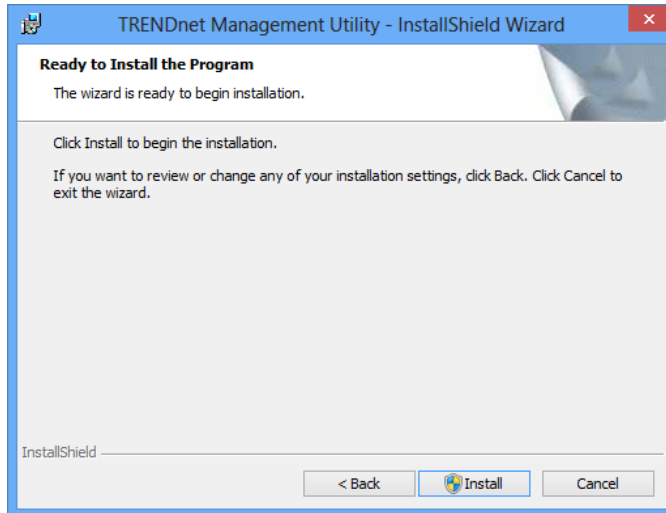 TRENDnet Management Utility - InstallShield Wizard
Ready to Install the Program
The wizard is ready to begin installation.
Click Install to begin the installation.
If you want to review or change any of your installation settings, click Back. Click Cancel to
exit the wizard.
InstallShield
< Back
Install
Cancel